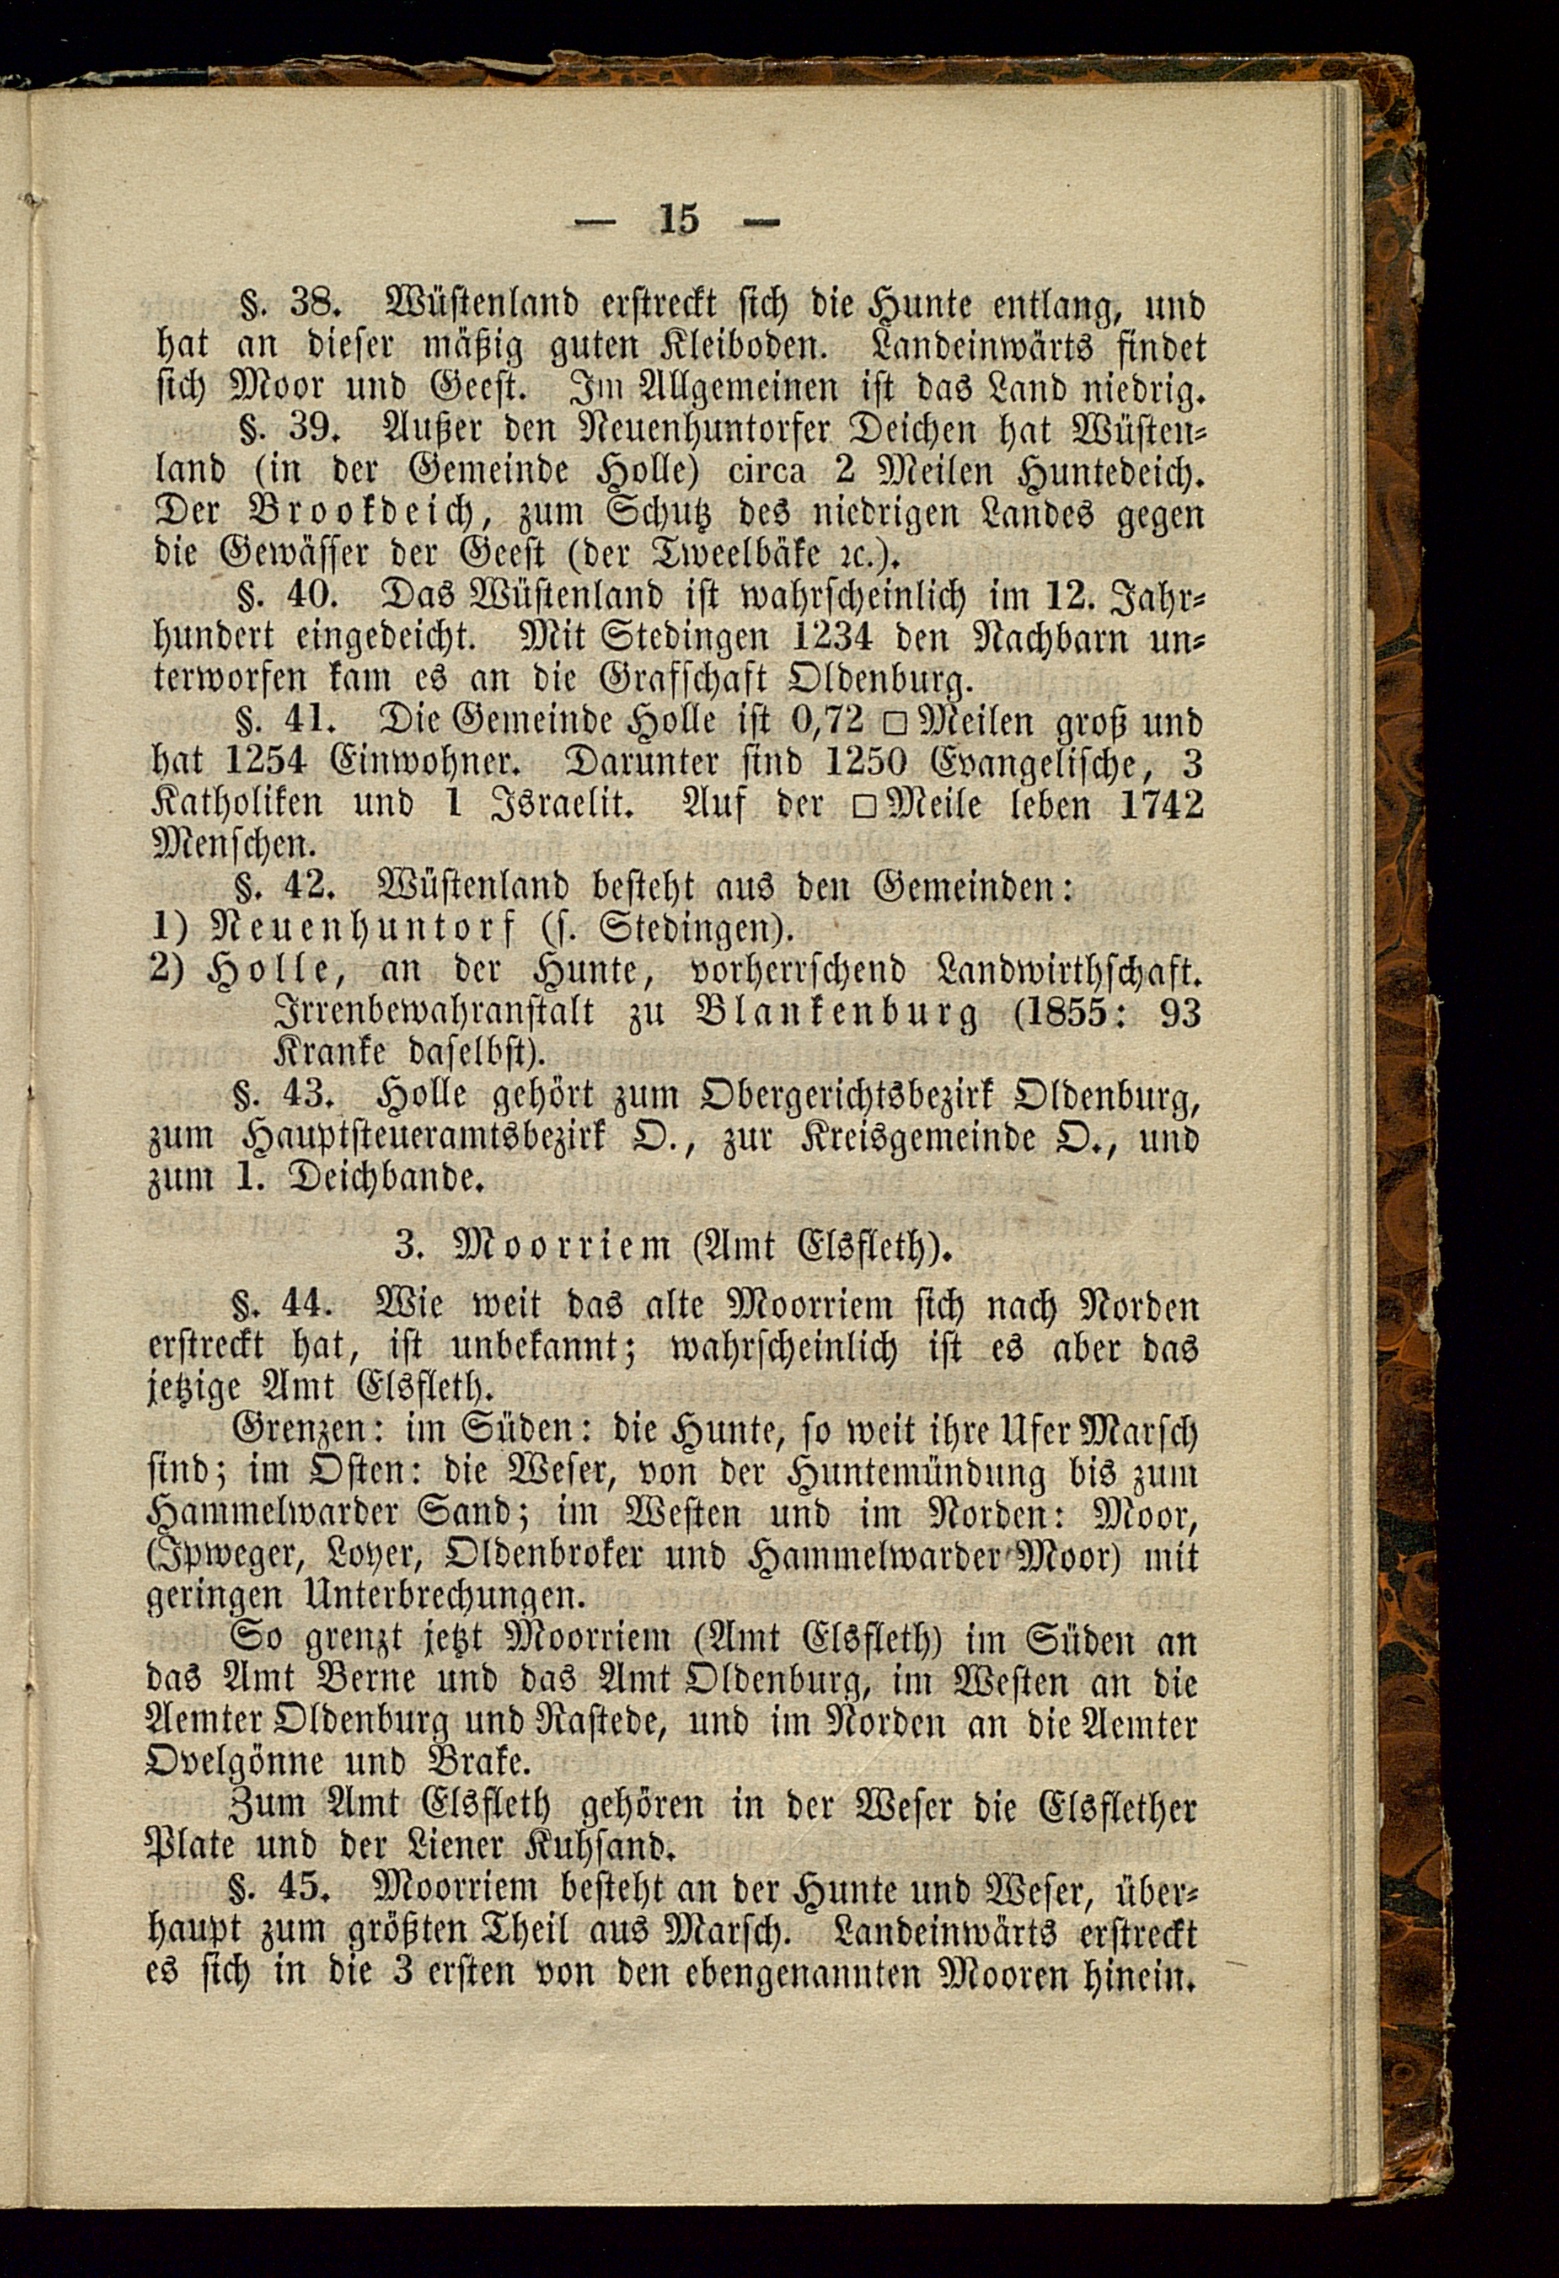 — 15 —
§. 38. Wüstenland erstreckt sich die Hunte entlang, und
hat an dieser mäßig guten Kleiboden. Landeinwärts findet
sich Moor und Geest. Im Allgemeinen ist das Land niedrig.
§. 39. Außer den Neuenhuntorfer Deichen hat Wüsten-
land (in der Gemeinde Holle) circa 2 Meilen Huntedeich.
Der Brookdeich, zum Schutz des niedrigen Landes gegen
die Gewässer der Geest (der Tweelbäke ꝛc.).
§. 40. Das Wüstenland ist wahrscheinlich im 12. Jahr-
hundert eingedeicht. Mit Stedingen 1234 den Nachbarn un-
terworfen kam es an die Grafschaft Oldenburg.
§. 41. Die Gemeinde Holle ist 0,72 □ Meilen groß und
hat 1254 Einwohner. Darunter sind 1250 Evangelische, 3
Katholiken und 1 Israelit. Auf der □ Meile leben 1742
Menschen.
§. 42. Wüstenland besteht aus den Gemeinden:
1) Neuenhuntorf (s. Stedingen).
2) Holle, an der Hunte, vorherrschend Landwirthschaft.
Irrenbewahranstalt zu Blankenburg (1855: 93
Kranke daselbst).
§. 43. Holle gehört zum Obergerichtsbezirk Oldenburg,
zum Hauptsteueramtsbezirk O., zur Kreisgemeinde O., und
zum 1. Deichbande.
3. Moorriem (Amt Elsfleth).
§. 44. Wie weit das alte Moorriem sich nach Norden
erstreckt hat, ist unbekannt; wahrscheinlich ist es aber das
jetzige Amt Elsfleth.
Grenzen: im Süden: die Hunte, so weit ihre Ufer Marsch
sind; im Osten: die Weser, von der Huntemündung bis zum
Hammelwarder Sand; im Westen und im Norden: Moor,
(Ipweger, Loyer, Oldenbroker und Hammelwarder Moor) mit
geringen Unterbrechungen.
So grenzt jetzt Moorriem (Amt Elsfleth) im Süden an
das Amt Berne und das Amt Oldenburg, im Westen an die
Aemter Oldenburg und Rastede, und im Norden an die Aemter
Ovelgönne und Brake.
Zum Amt Elsfleth gehören in der Weser die Elsflether
Plate und der Liener Kuhsand.
§. 45. Moorriem besteht an der Hunte und Weser, über-
haupt zum größten Theil aus Marsch. Landeinwärts erstreckt
es sich in die 3 ersten von den ebengenannten Mooren hinein.